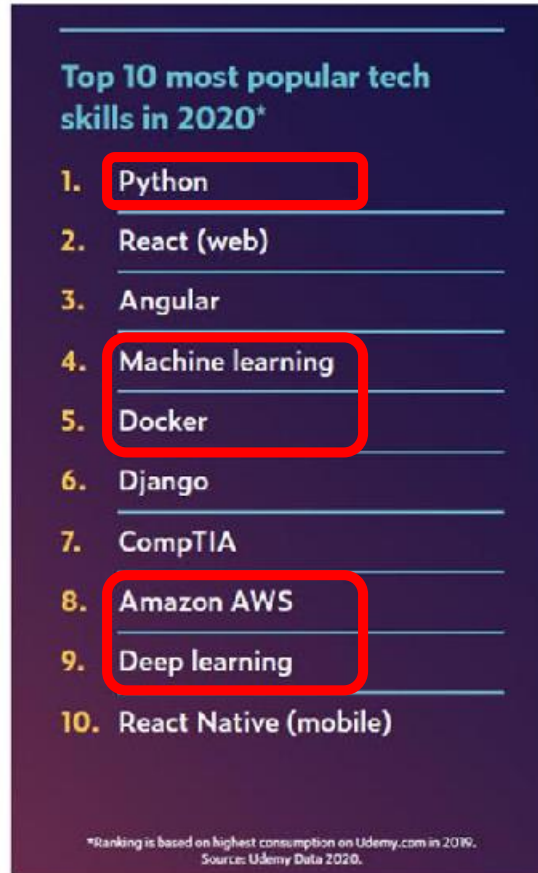 Top 10 most popular tech
skills in 2020*
1. Python
2. React (web)
3. Angular
4. Machine learning
5. Docker
6. Django
7. CompTIA
8. Amazon AWS
9. Deep learning
10. React Native (mobile)
*Ranking is based on highest consumption on Udemy.com in 2019.
Source: Udemy Data 2020.